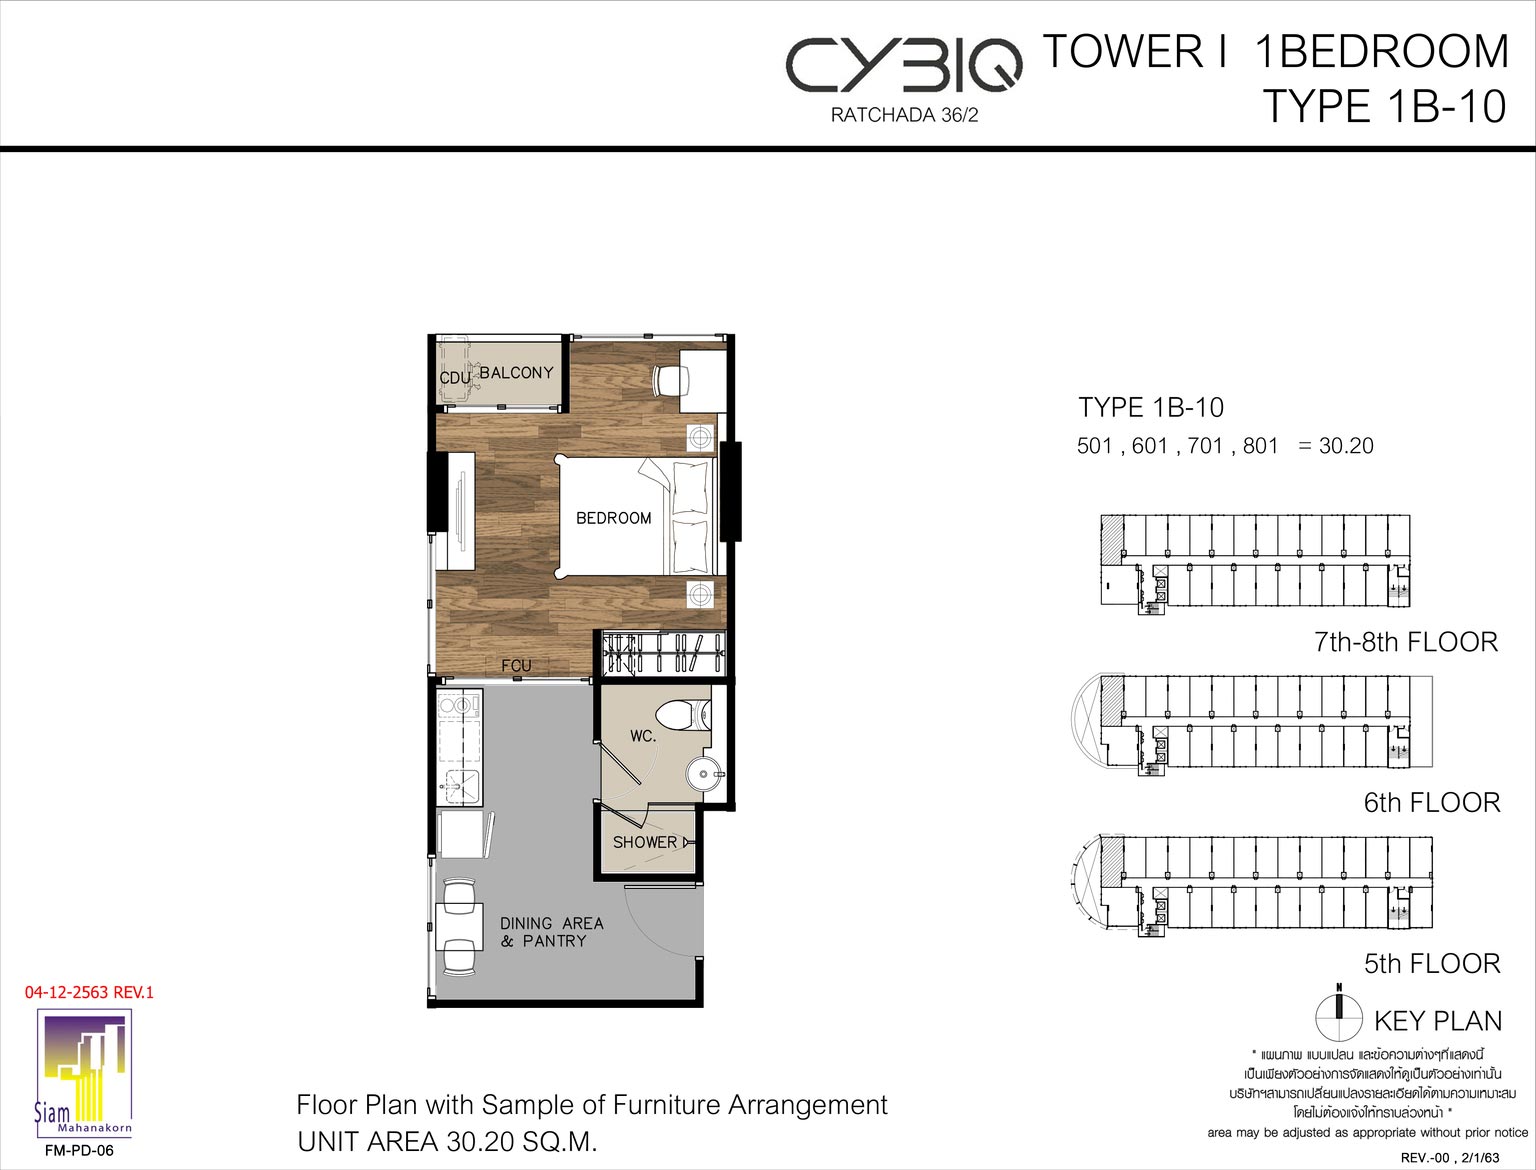 CYBIQ
RATCHADA 36/2
TOWER I 1BEDROOM
TYPE 1B-10
CDU
BALCONY
BEDROOM
FCU
WC.
SHOWER
DINING AREA
& PANTRY
TYPE 1B-10
501 , 601 , 701 , 801 = 30.20
7th-8th FLOOR
6th FLOOR
5th FLOOR
N
KEY PLAN
* แผนภาพ แบบแปลน และข้อความต่างๆที่แสดงนี้
เป็นเพียงตัวอย่างการจัดแสดงให้ดูเป็นตัวอย่างเท่านั้น
บริษัทฯสามารถเปลี่ยนแปลงรายละเอียดได้ตามความเหมาะสม
โดยไม่ต้องแจ้งให้ทราบล่วงหน้า *
area may be adjusted as appropriate without prior notice
REV.-00 , 2/1/63
04-12-2563 REV.1
Siam
Mahanakorn
FM-PD-06
Floor Plan with Sample of Furniture Arrangement
UNIT AREA 30.20 SQ.M.